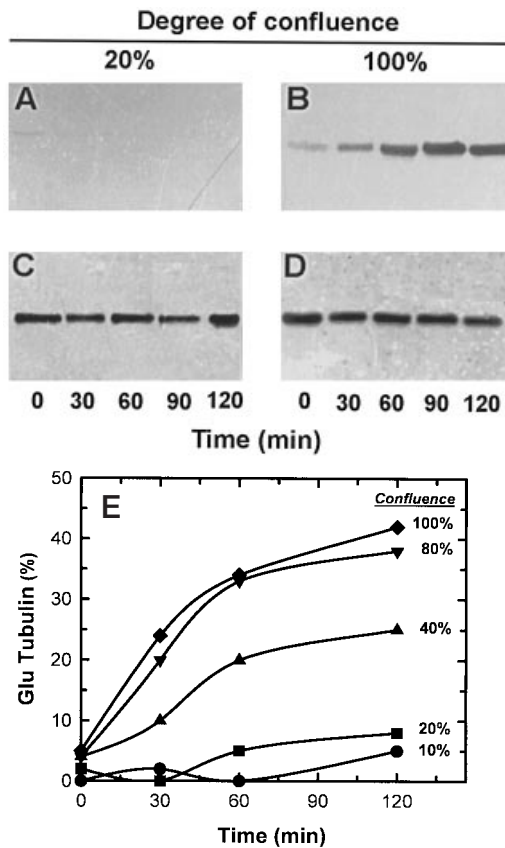 Degree of confluence
20% 100%
A B
C D
0 30 60 90 120 0 30 60 90 120
Time (min)
E
Confluence
100%
80%
40%
20%
10%
50
40
30
20
10
0
Glu Tubulin (%)
0 30 60 90 120
Time (min)